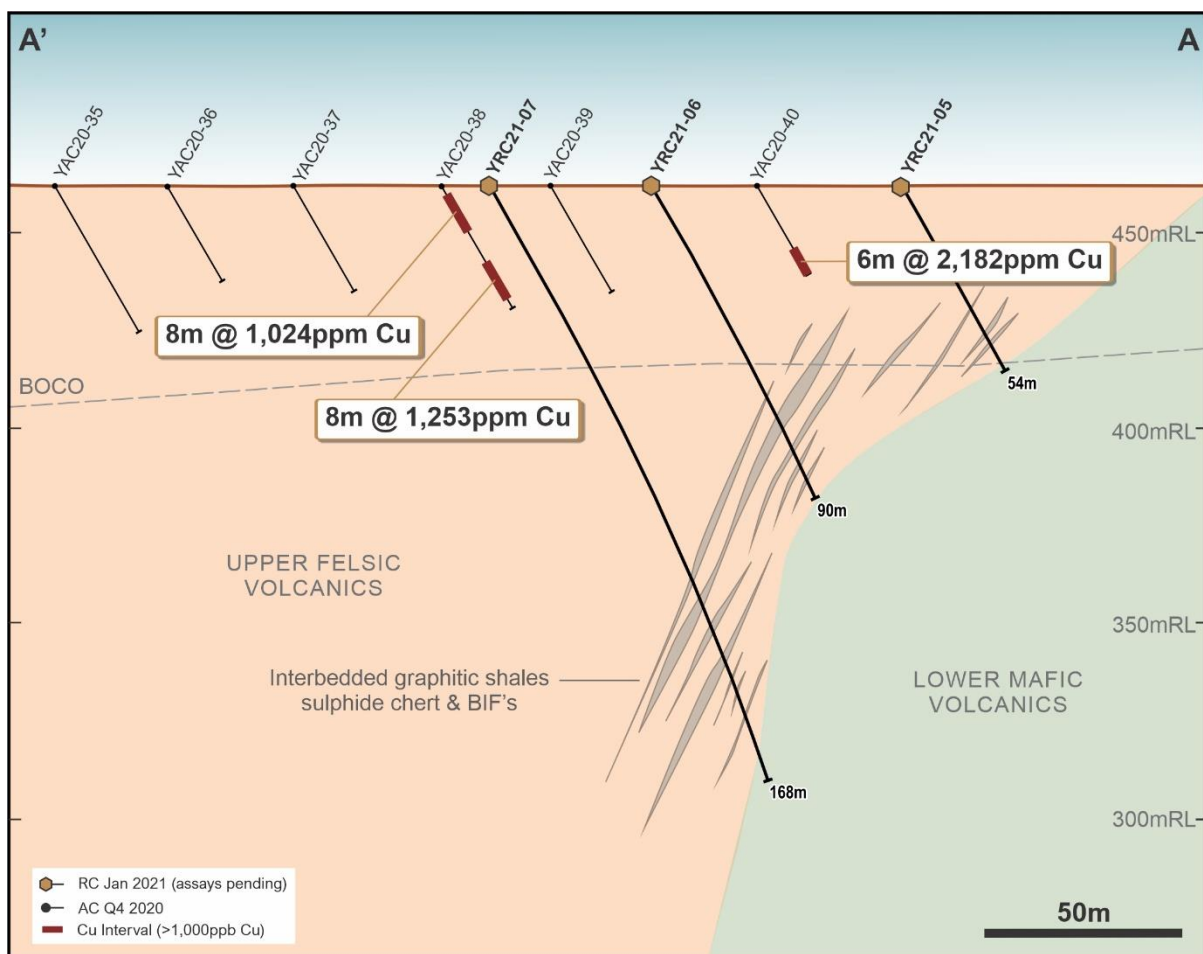 A'
A
YAC20-35
YAC20-36
YAC20-37
YAC20-38
YRC21-07
YAC20-39
YRC21-06
YAC20-40
YRC21-05
450mRL
6m @ 2,182ppm Cu
8m @ 1,024ppm Cu
BOCO
54m
8m @ 1,253ppm Cu
400mRL
90m
UPPER FELSIC
VOLCANICS
350mRL
Interbedded graphitic shales
sulphide chert & BIF's
LOWER MAFIC
VOLCANICS
168m
300mRL
RC Jan 2021 (assays pending)
AC Q4 2020
Cu Interval (>1,000ppb Cu)
50m